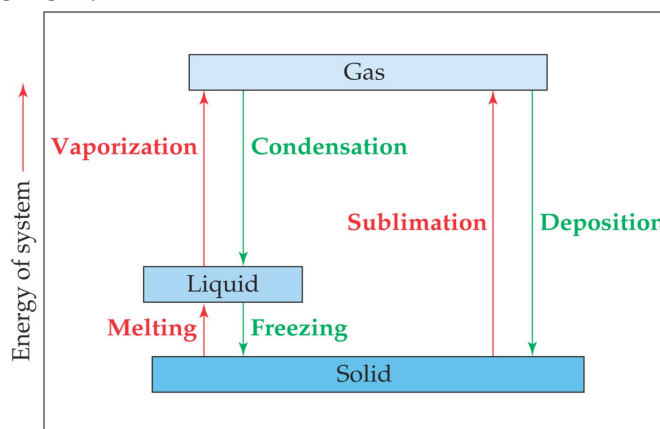 Gas
Vaporization
Condensation
Sublimation
Deposition
Liquid
Melting
Freezing
Solid
Energy of system